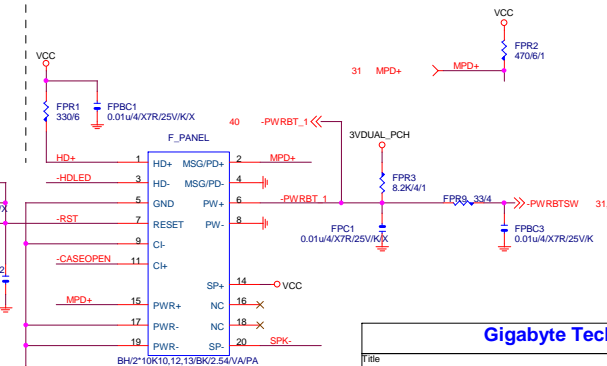 VCC
FPR2
470/6/1
31 MPD+ MPD+
VCC
FPR1
330/6
FPBC1
0.01u/4/X7R/25V/K/X
40 -PWRBT_1
F_PANEL
3VDUAL_PCH
FPR3
8.2K/4/1
HD+ 1 HD+ MSG/PD+ 2 MPD+
-HDLED 3 HD- MSG/PD- 4
5 GND PW+ 6 -PWRBT_1
FPR9 33/4 -PWRBTSW 31
-RST 7 RESET PW- 8
9 CI-
-CASEOPEN 11 CI+
FPC1
0.01u/4/X7R/25V/K/X
FPBC3
0.01u/4/X7R/25V/K
SP+ 14 VCC
MPD+ 15 PWR+ NC 16
17 PWR- NC 18
19 PWR- SP- 20 SPK-
BH/2*10K10,12,13/BK/2.54/VA/PA
Gigabyte Tec
Title